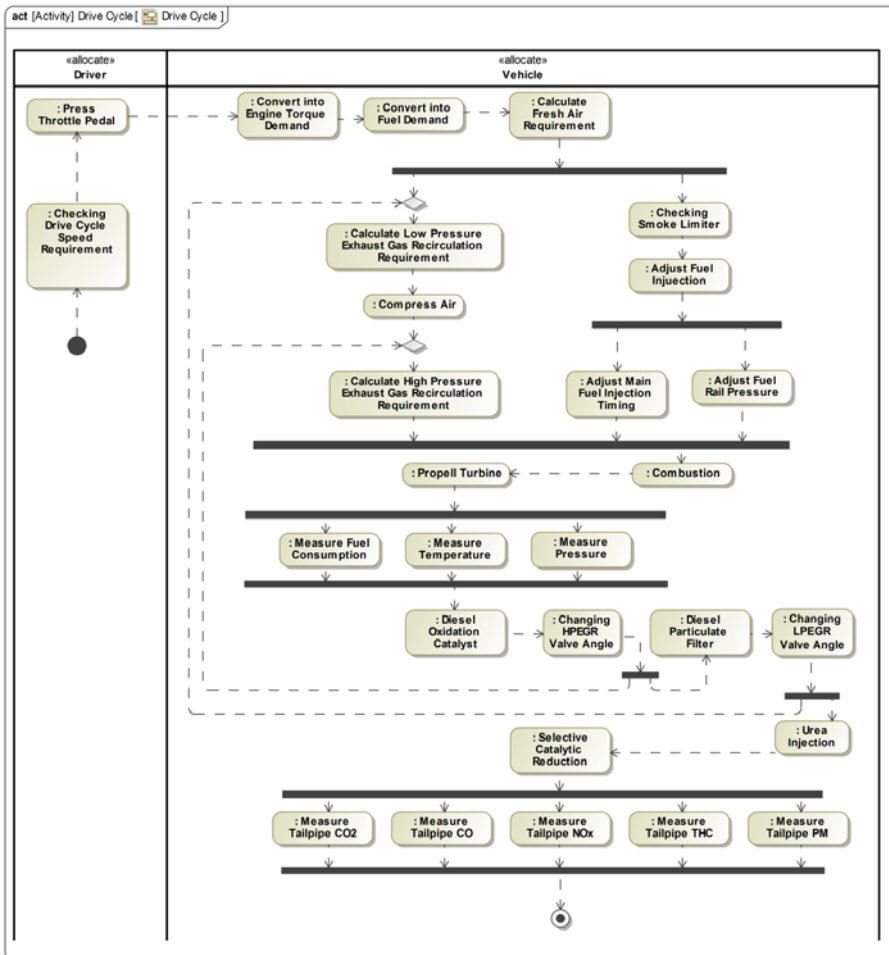 act [Activity] Drive Cycle[ Drive Cycle ]
«allocate»
Driver
«allocate»
Vehicle
: Press
Throttle Pedal
: Convert into
Engine Torque
Demand
: Convert into
Fuel Demand
: Calculate
Fresh Air
Requirement
: Checking
Drive Cycle
Speed
Requirement
: Calculate Low Pressure
Exhaust Gas Recirculation
Requirement
: Checking
Smoke Limiter
: Adjust Fuel
Injuection
: Compress Air
: Calculate High Pressure
Exhaust Gas Recirculation
Requirement
: Adjust Main
Fuel Injection
Timing
: Adjust Fuel
Rail Pressure
: Propell Turbine
: Combustion
: Measure Fuel
Consumption
: Measure
Temperature
: Measure
Pressure
: Diesel
Oxidation
Catalyst
: Changing
HPEGR
Valve Angle
: Diesel
Particulate
Filter
: Changing
LPEGR
Valve Angle
: Urea
Injection
: Selective
Catalytic
Reduction
: Measure
Tailpipe CO2
: Measure
Tailpipe CO
: Measure
Tailpipe NOx
: Measure
Tailpipe THC
: Measure
Tailpipe PM